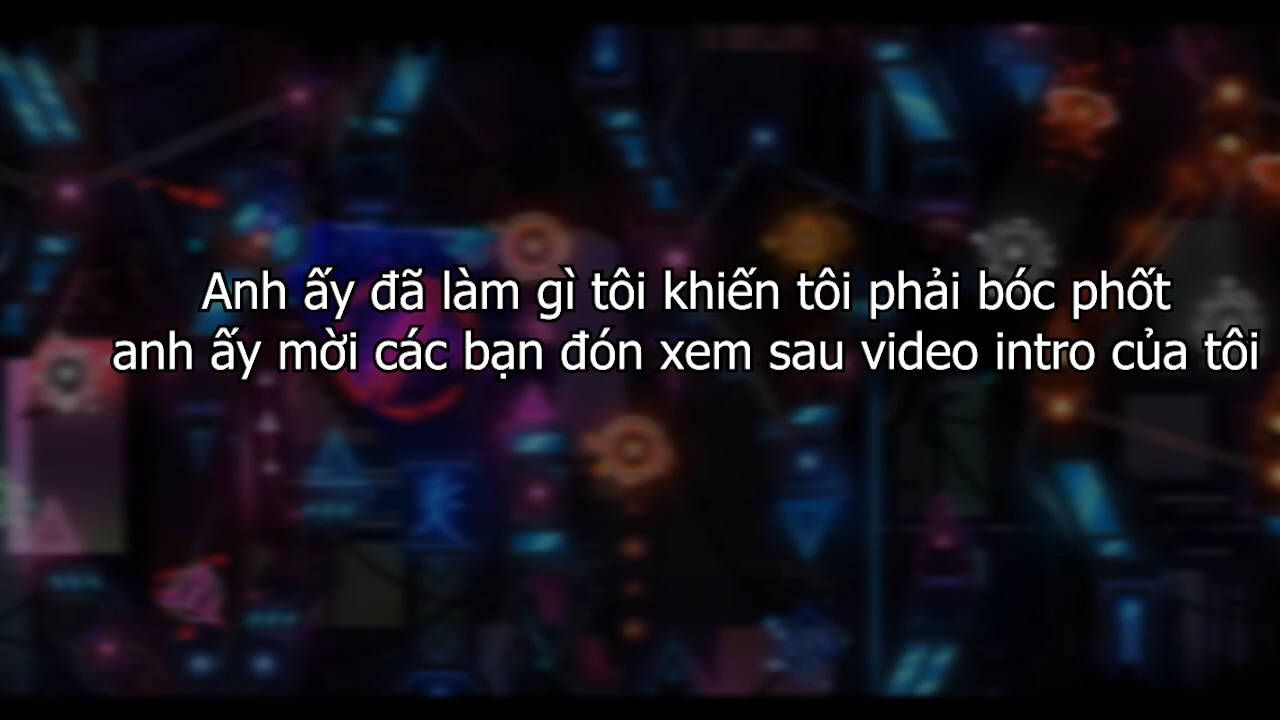 Anh ấy đã làm gì tôi khiến tôi phải bóc phốt
anh ấy mời các bạn đón xem sau video intro của tôi